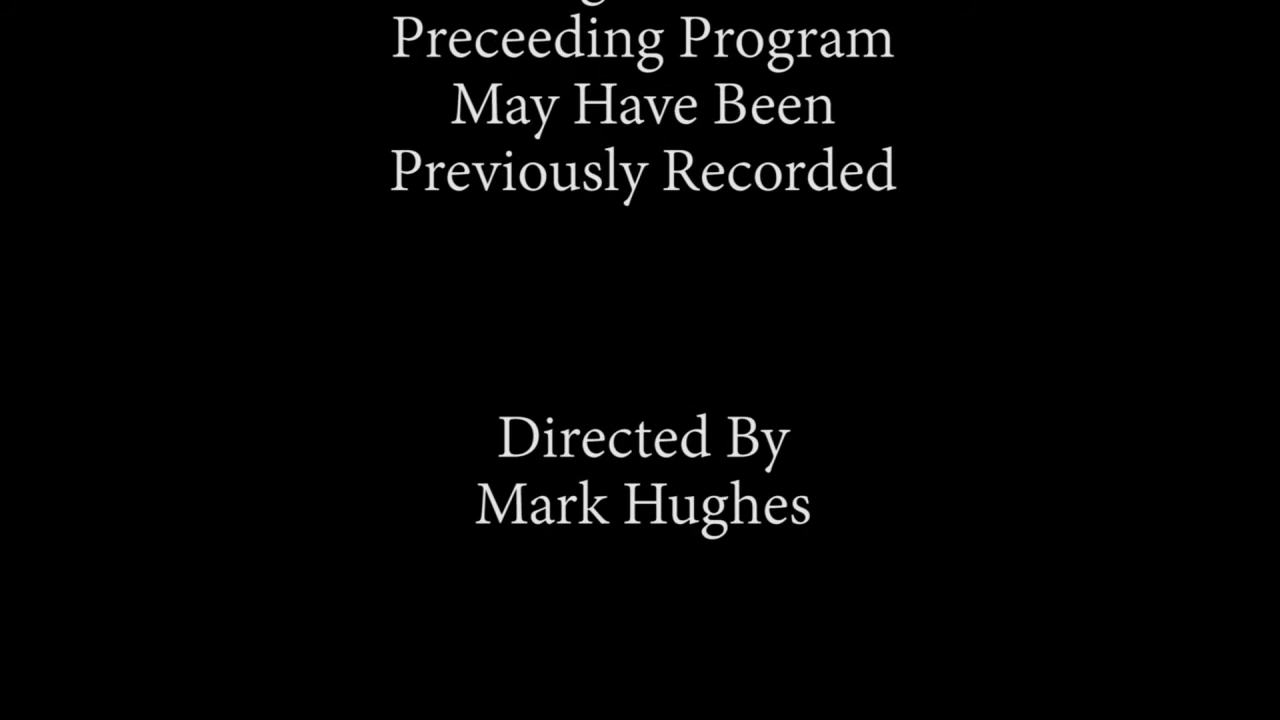 Preceeding Program
May Have Been
Previously Recorded
Directed By
Mark Hughes